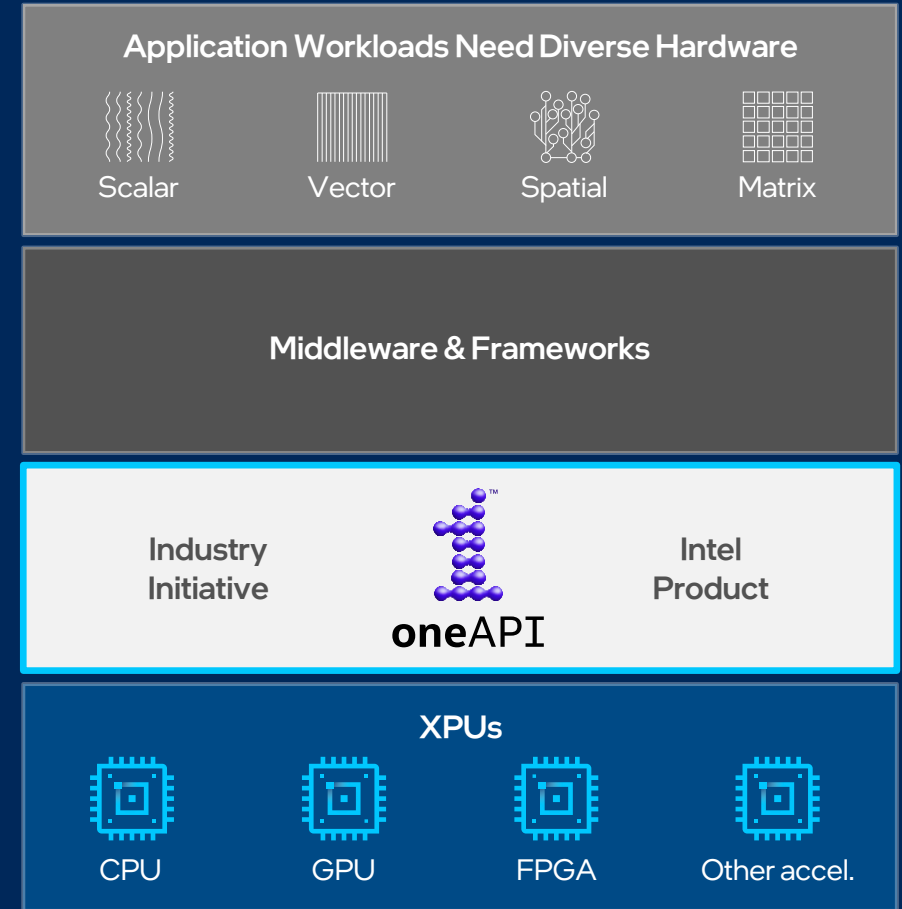 Application Workloads Need Diverse Hardware
Scalar
Vector
Spatial
Matrix
Middleware & Frameworks
Industry
Initiative
™
oneAPI
Intel
Product
XPUs
CPU
GPU
FPGA
Other accel.